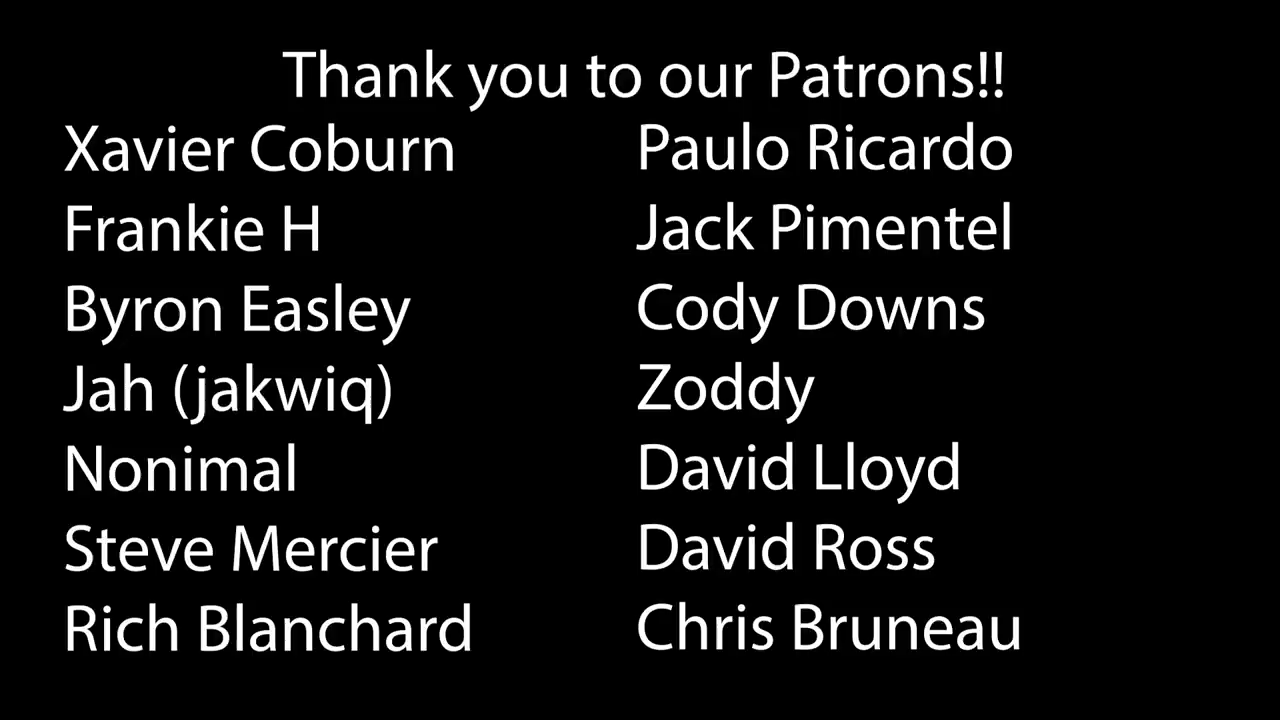 Thank you to our Patrons!!
Xavier Coburn
Frankie H
Byron Easley
Jah (jakwiq)
Nonimal
Steve Mercier
Rich Blanchard
Paulo Ricardo
Jack Pimentel
Cody Downs
Zoddy
David Lloyd
David Ross
Chris Bruneau